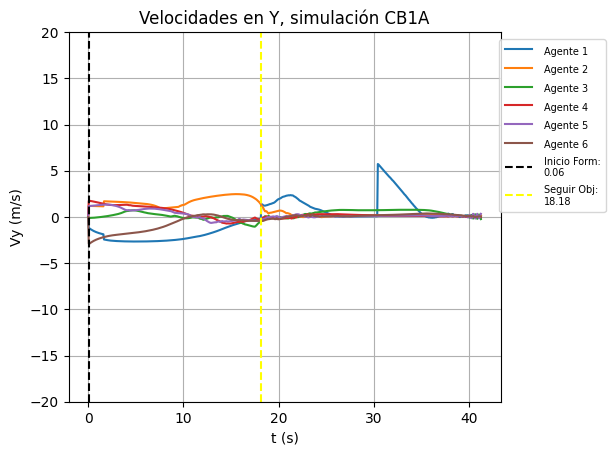 Velocidades en Y, simulación CB1A
20
15
10
5
0
−5
−10
−15
−20
Vy (m/s)
0
10
20
30
40
t (s)
Agente 1
Agente 2
Agente 3
Agente 4
Agente 5
Agente 6
Inicio Form:
0.06
Seguir Obj:
18.18